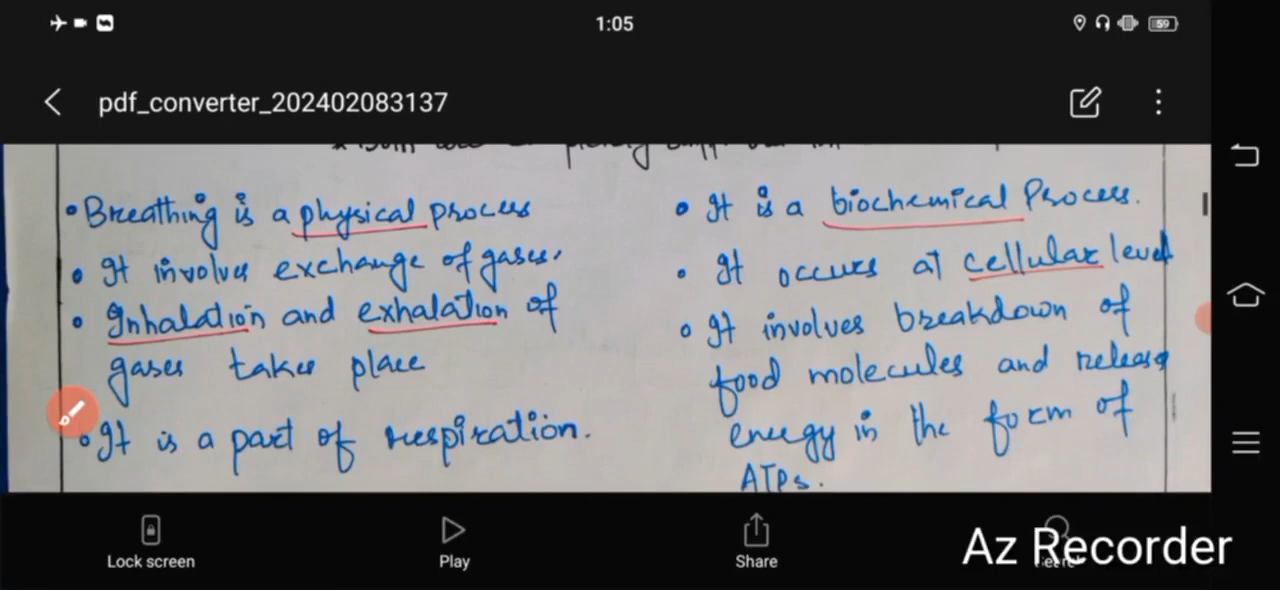 1:05
59
pdf_converter_202402083137
• Breathing is a physical process
• It involves exchange of gases.
• Inhalation and exhalation of
gases takes place
• It is a part of respiration.
• It is a biochemical Process.
• It occurs at cellular level
• It involves breakdown of
food molecules and release
energy in the form of
ATPs.
Lock screen
Play
Share
Az Recorder